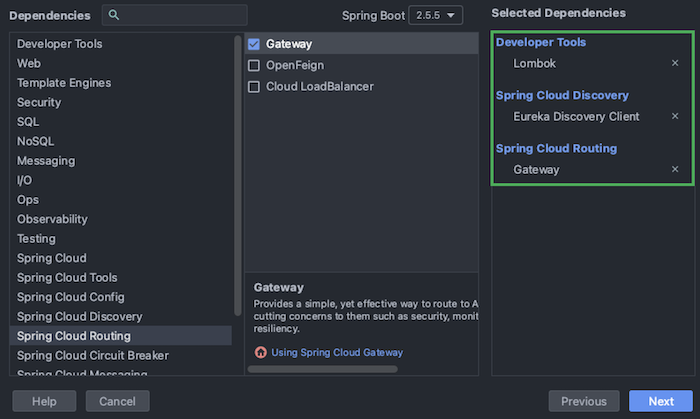 Dependencies
Spring Boot 2.5.5
Selected Dependencies
Developer Tools
Web
Template Engines
Security
SQL
NoSQL
Messaging
I/O
Ops
Observability
Testing
Spring Cloud
Spring Cloud Tools
Spring Cloud Config
Spring Cloud Discovery
Spring Cloud Routing
Spring Cloud Circuit Breaker
Spring Cloud Messaging
Gateway
OpenFeign
Cloud LoadBalancer
Gateway
Provides a simple, yet effective way to route to A
cutting concerns to them such as security, monit
resiliency.
Using Spring Cloud Gateway
Developer Tools
Lombok
Spring Cloud Discovery
Eureka Discovery Client
Spring Cloud Routing
Gateway
Help
Cancel
Previous
Next